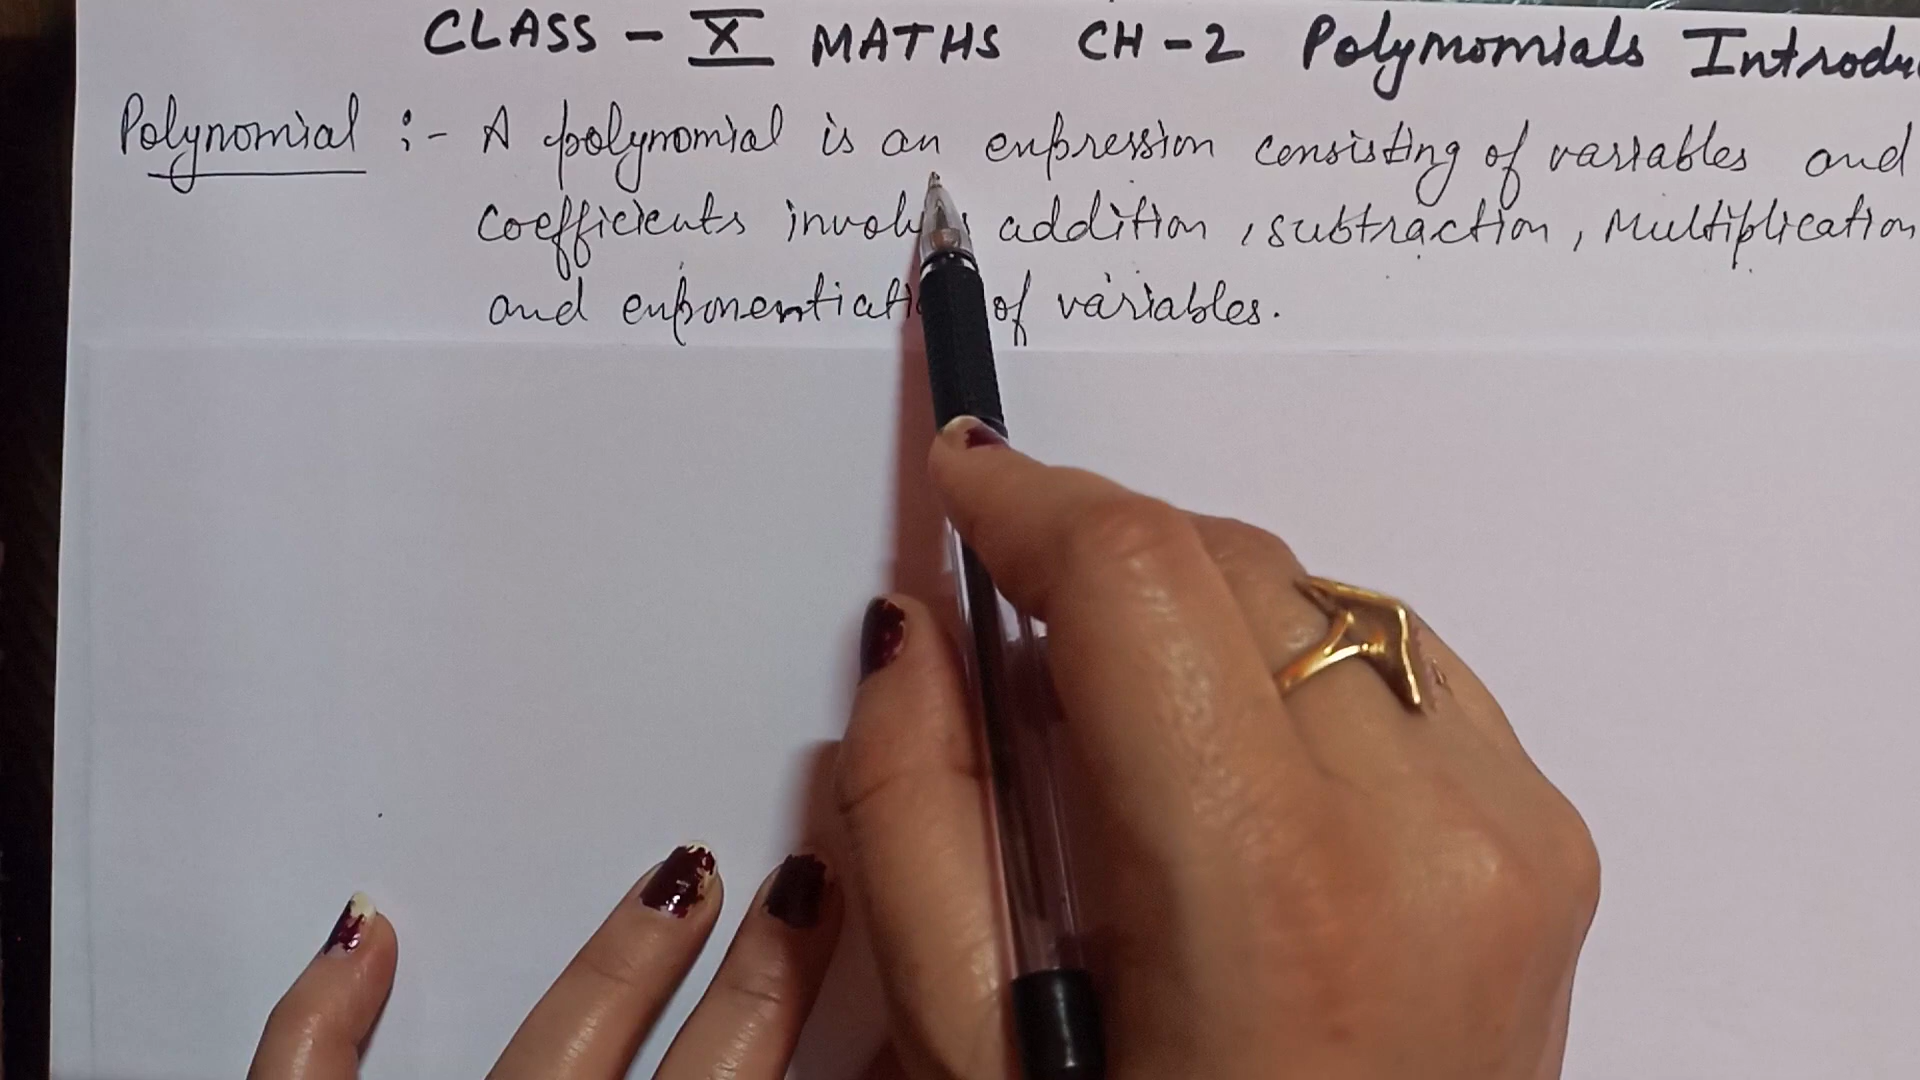 CLASS - X MATHS CH-2 Polynomials
Polynomial :- A polynomial is an expression consisting of variables and
coefficients addition, subtraction, Multiplication
and of variables.